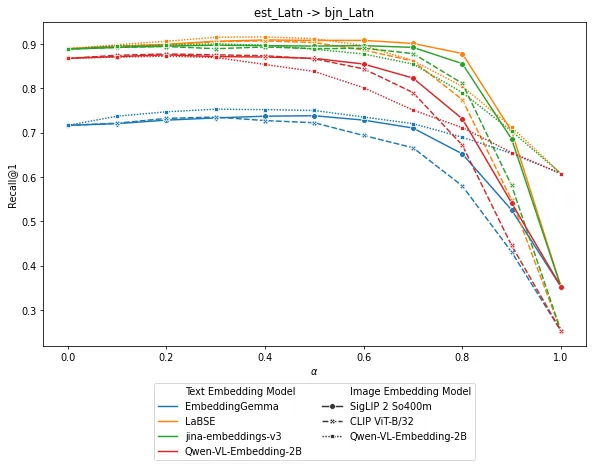 est_Latn -> bjn_Latn
Recall@1
0.9
0.8
0.7
0.6
0.5
0.4
0.3
0.0 0.2 0.4 0.6 0.8 1.0
α
Text Embedding Model Image Embedding Model
EmbeddingGemma SigLIP 2 So400m
LaBSE CLIP ViT-B/32
jina-embeddings-v3 Qwen-VL-Embedding-2B
Qwen-VL-Embedding-2B